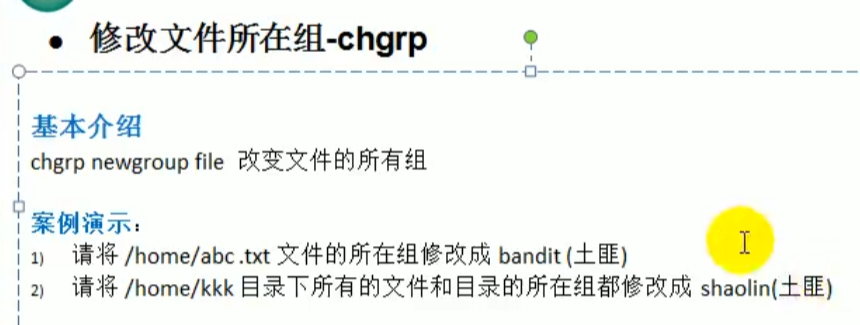 • 修改文件所在组-chgrp
基本介绍
chgrp newgroup file 改变文件的所有组
案例演示：
1) 请将 /home/abc .txt 文件的所在组修改成 bandit (土匪)
2) 请将 /home/kkk 目录下所有的文件和目录的所在组都修改成 shaolin(土匪)